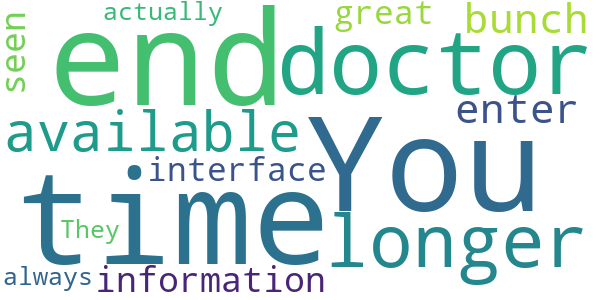 actually
great
bunch
seen
end
doctor
enter
available
You
interface
time
longer
They
always
information